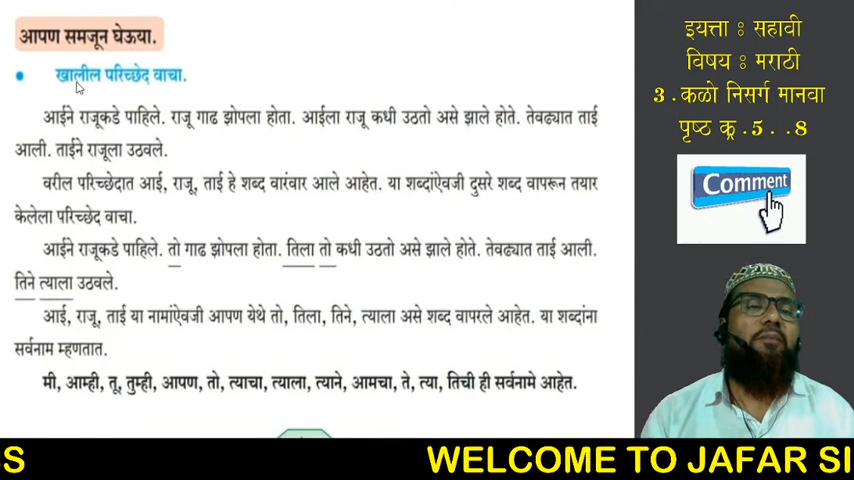 आपण समजून घेऊया.
• खालील परिच्छेद वाचा.
आईने राजूकडे पाहिले. राजू गाढ झोपला होता. आईला राजू कधी उठतो असे झाले होते. तेवढ्यात ताई
आली. ताईने राजूला उठवले.
वरील परिच्छेदात आई, राजू, ताई हे शब्द वारंवार आले आहेत. या शब्दांऐवजी दुसरे शब्द वापरून तयार
केलेला परिच्छेद वाचा.
आईने राजूकडे पाहिले. तो गाढ झोपला होता. तिला तो कधी उठतो असे झाले होते. तेवढ्यात ताई आली.
तिने त्याला उठवले.
आई, राजू, ताई या नामांऐवजी आपण येथे तो, तिला, तिने, त्याला असे शब्द वापरले आहेत. या शब्दांना
सर्वनाम म्हणतात.
मी, आम्ही, तू, तुम्ही, आपण, तो, त्याचा, त्याला, त्याने, आमचा, ते, त्या, तिची ही सर्वनामे आहेत.
इयत्ता : सहावी
विषय : मराठी
3 .कळो निसर्ग मानवा
पृष्ठ क्र .5 . .8
Comment
SS WELCOME TO JAFAR SI